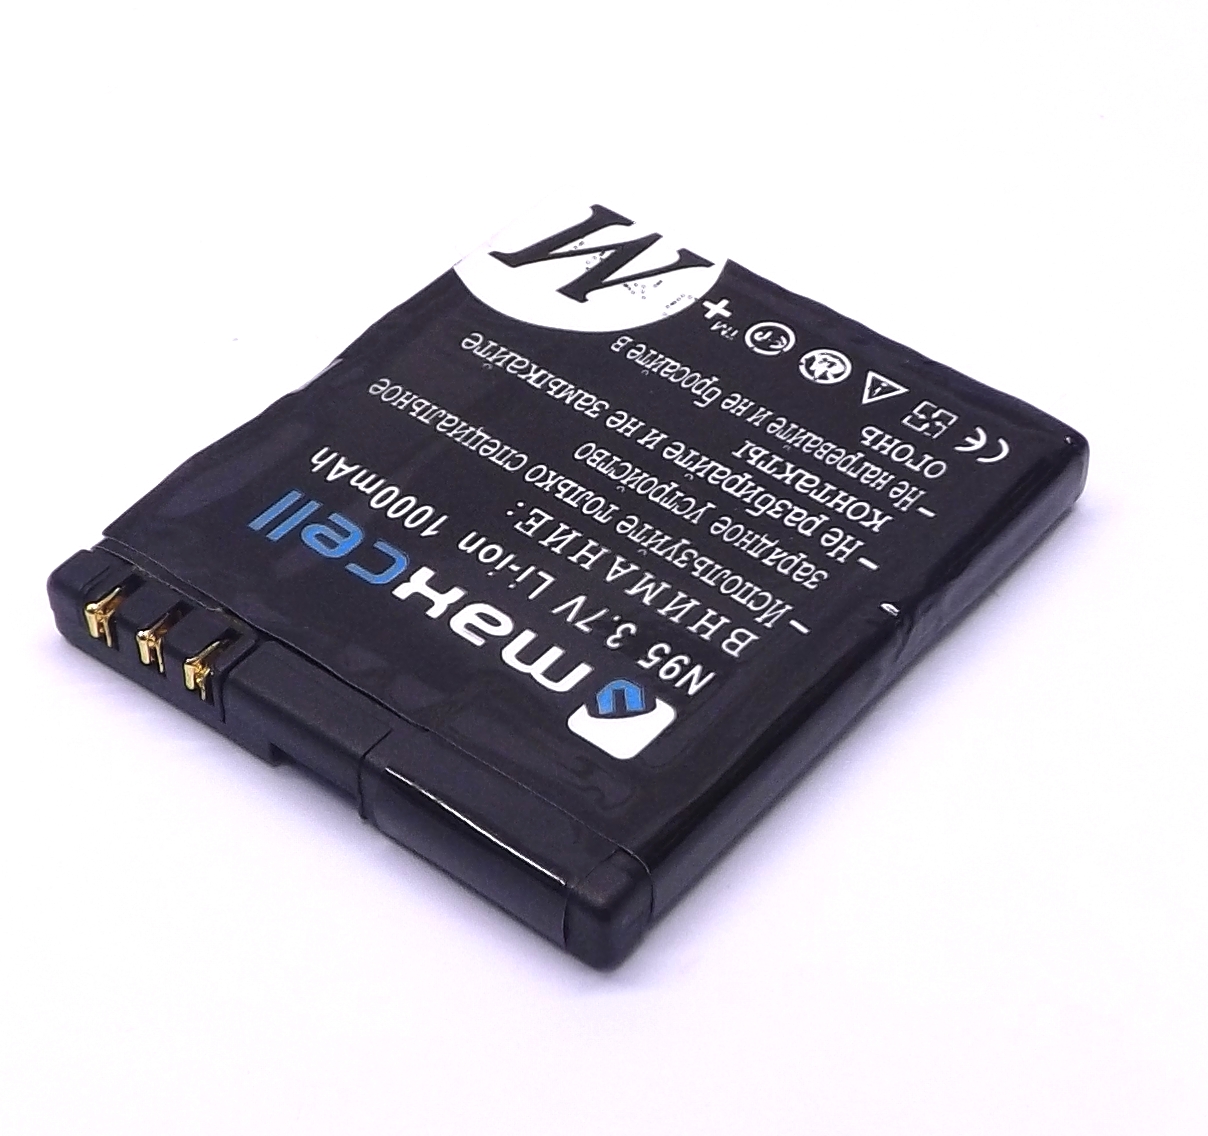 maxcell
N95 3.7V Li-ion 1000mAh
ВНИМАНИЕ:
–Используйте только специальное
зарядное устройство
–Не разбирайте и не замыкайте
контакты
–Не нагревайте и не бросайте в
огонь
CE
TM +
M